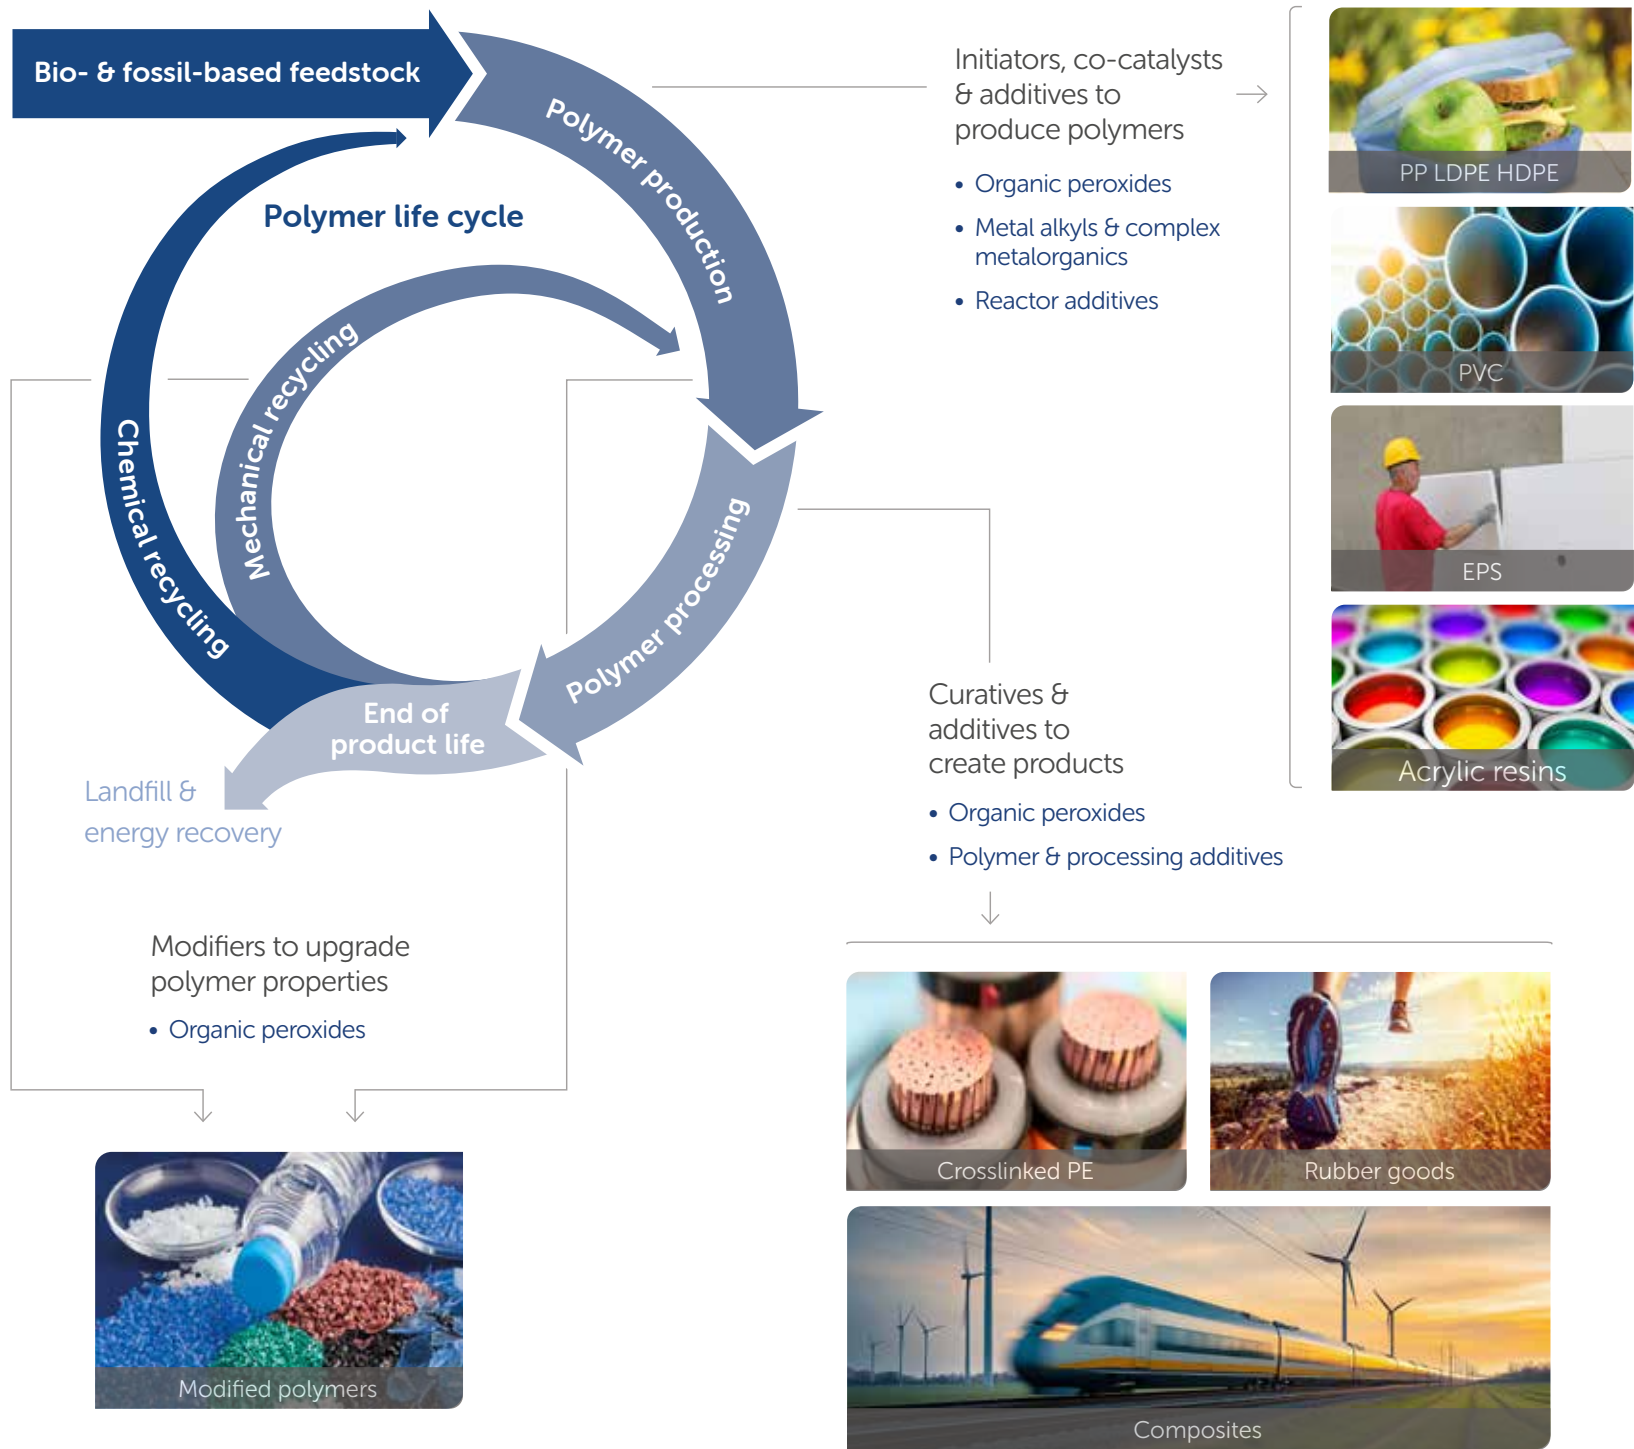 Bio- & fossil-based feedstock
Polymer life cycle
Polymer production
Mechanical recycling
Chemical recycling
Polymer processing
End of
product life
Landfill &
energy recovery
Initiators, co-catalysts
& additives to
produce polymers
• Organic peroxides
• Metal alkyls & complex
metalorganics
• Reactor additives
PP LDPE HDPE
PVC
EPS
Acrylic resins
Curatives &
additives to
create products
• Organic peroxides
• Polymer & processing additives
Modifiers to upgrade
polymer properties
• Organic peroxides
Modified polymers
Crosslinked PE
Rubber goods
Composites